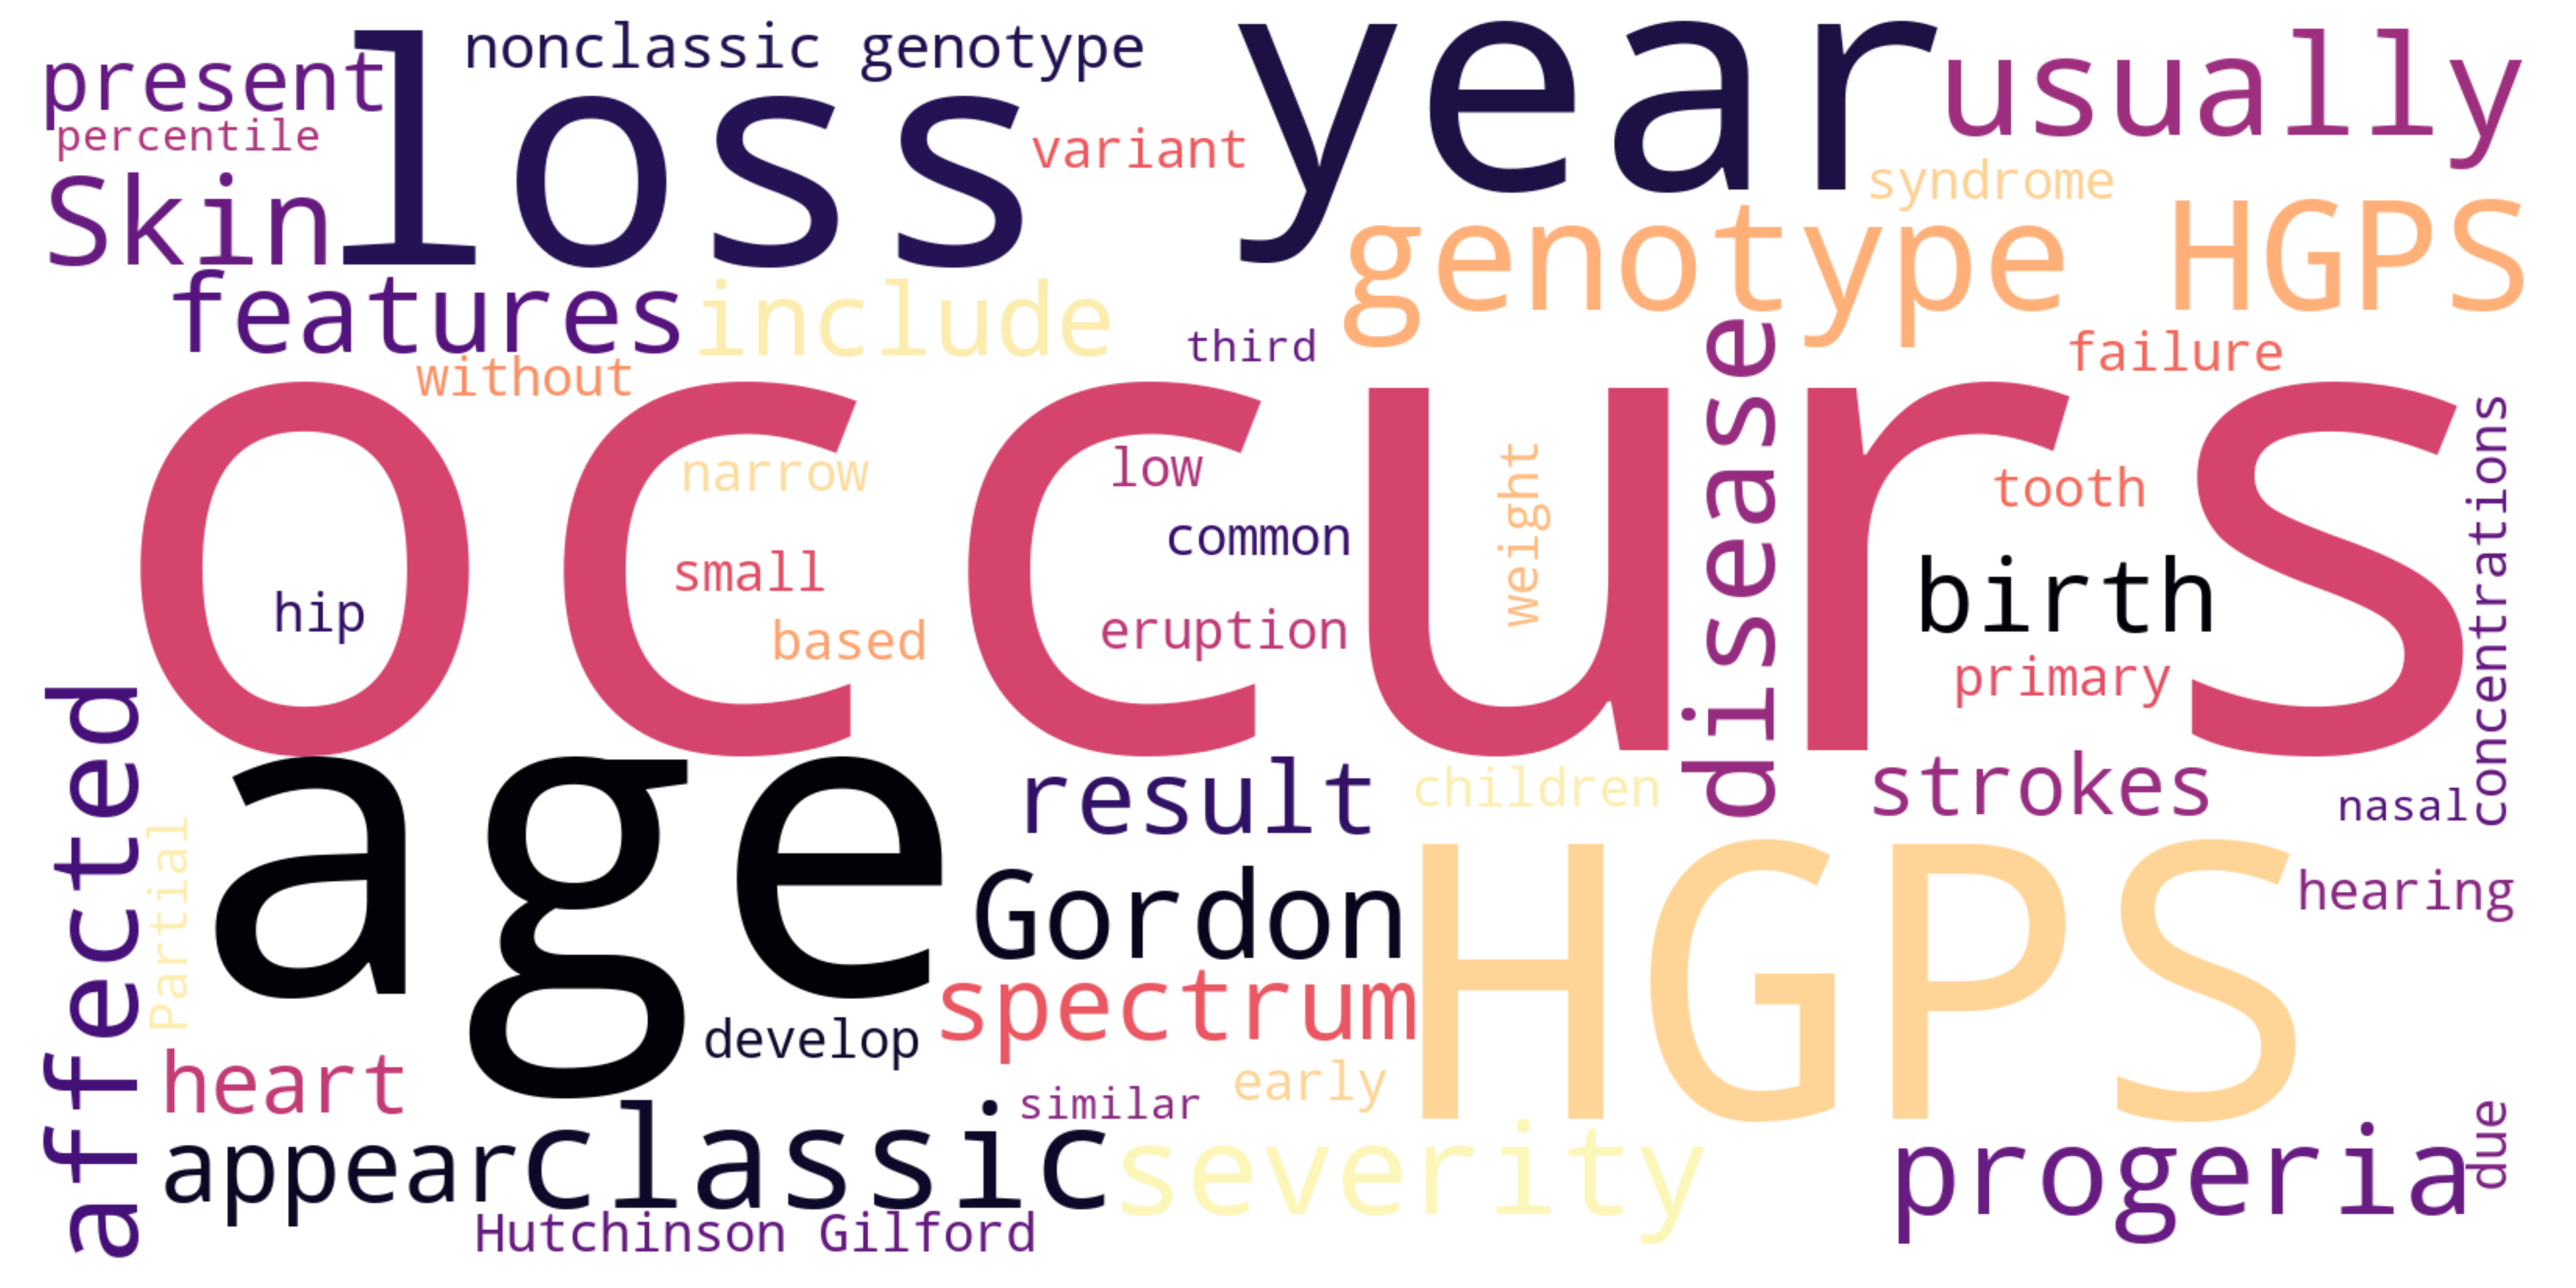 nonclassic genotype
present
loss
year
usually
percentile
variant
Skin
syndrome
genotype HGPS
features
include
third
failure
without
occurs
disease
concentrations
narrow
low
weight
tooth
common
small
birth
hip
based
eruption
primary
affected
age
result
children
strokes
nasal
Partial
Gordon
HGPS
hearing
spectrum
develop
heart
similar
early
appear
classic
severity
progeria
due
Hutchinson Gilford